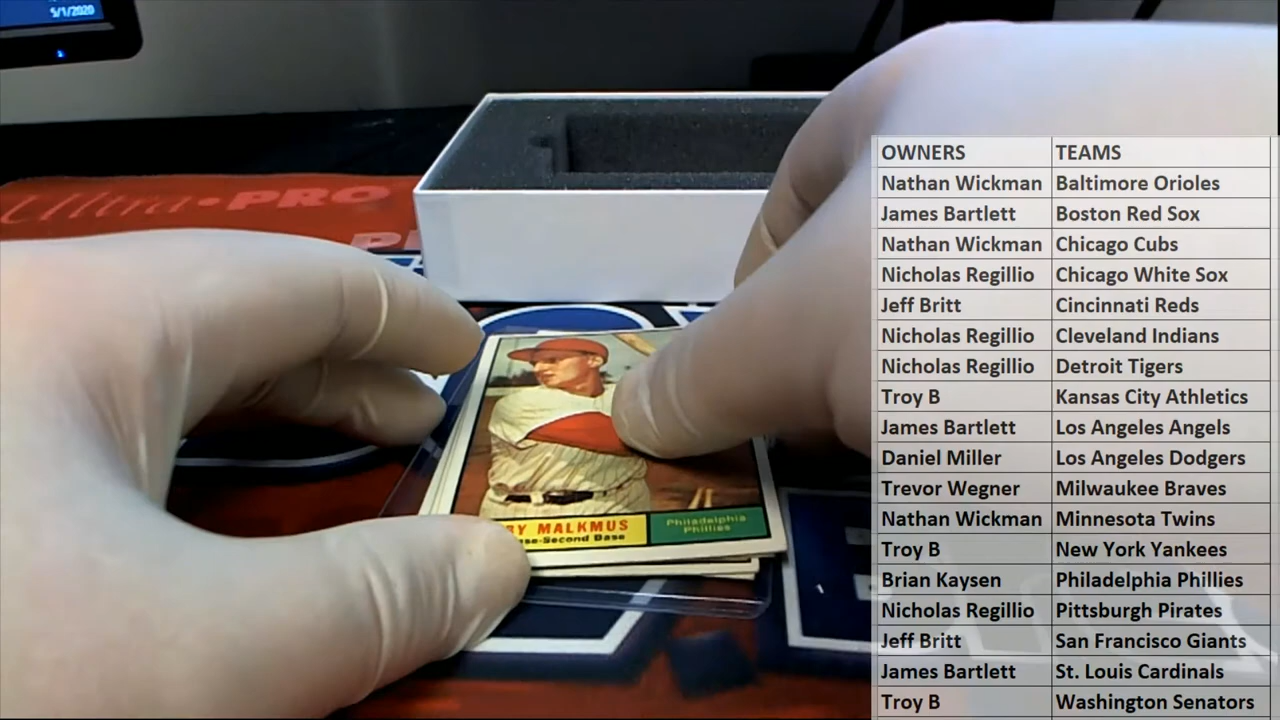 5/1/2020
Ultra•PRO
OWNERS TEAMS
Nathan Wickman Baltimore Orioles
James Bartlett Boston Red Sox
Nathan Wickman Chicago Cubs
Nicholas Regillio Chicago White Sox
Jeff Britt Cincinnati Reds
Nicholas Regillio Cleveland Indians
Nicholas Regillio Detroit Tigers
Troy B Kansas City Athletics
James Bartlett Los Angeles Angels
Daniel Miller Los Angeles Dodgers
Trevor Wegner Milwaukee Braves
Nathan Wickman Minnesota Twins
Troy B New York Yankees
Brian Kaysen Philadelphia Phillies
Nicholas Regillio Pittsburgh Pirates
Jeff Britt San Francisco Giants
James Bartlett St. Louis Cardinals
Troy B Washington Senators
BY MALKMUS
ase-Second Base
Philadelphia
Phillies